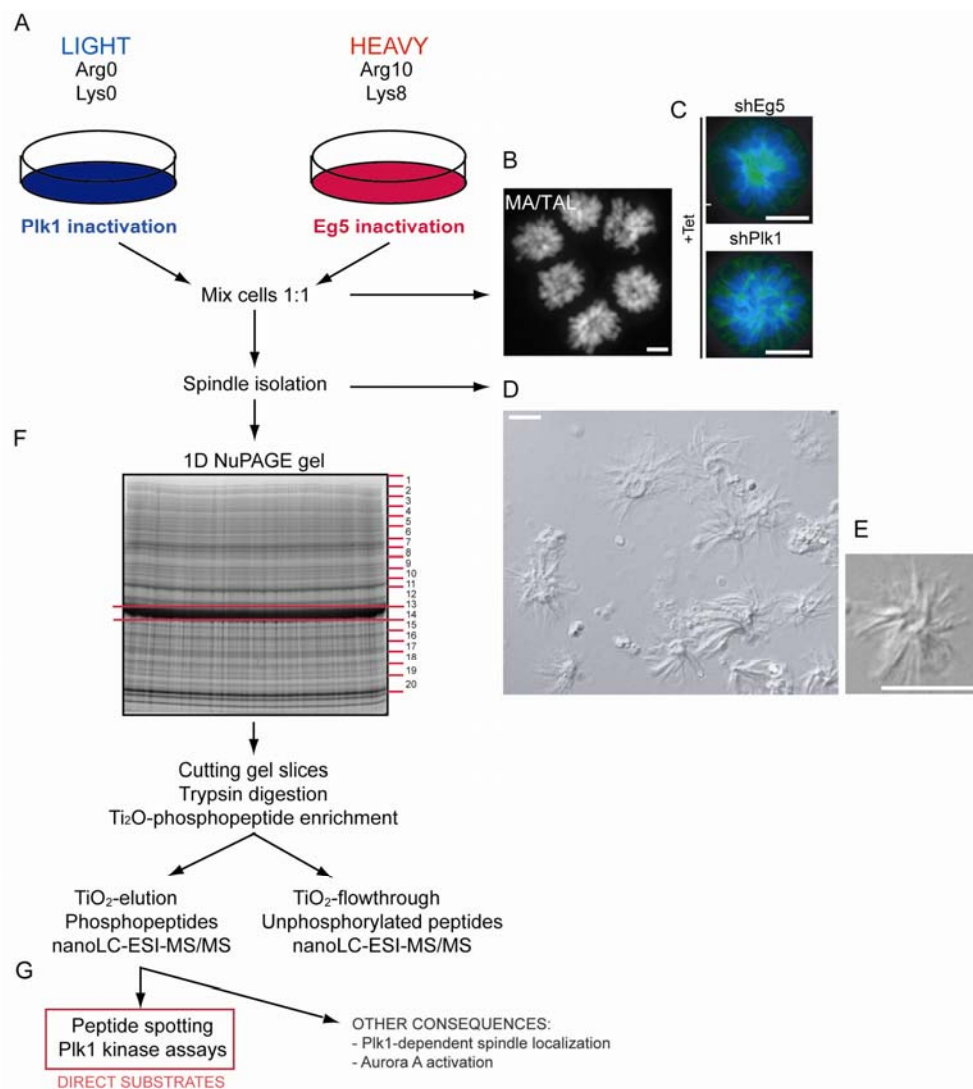 A
LIGHT
Arg0
Lys0
HEAVY
Arg10
Lys8
Plk1 inactivation
Eg5 inactivation
Mix cells 1:1
Spindle isolation
B
MA/TAL
C
shEg5
+Tet
shPlk1
D
E
F
1D NuPAGE gel
1
2
3
4
5
6
7
8
9
10
11
12
13
14
15
16
17
18
19
20
Cutting gel slices
Trypsin digestion
Ti₂O-phosphopeptide enrichment
TiO₂-elution
Phosphopeptides
nanoLC-ESI-MS/MS
TiO₂-flowthrough
Unphosphorylated peptides
nanoLC-ESI-MS/MS
G
Peptide spotting
Plk1 kinase assays
DIRECT SUBSTRATES
OTHER CONSEQUENCES:
- Plk1-dependent spindle localization
- Aurora A activation